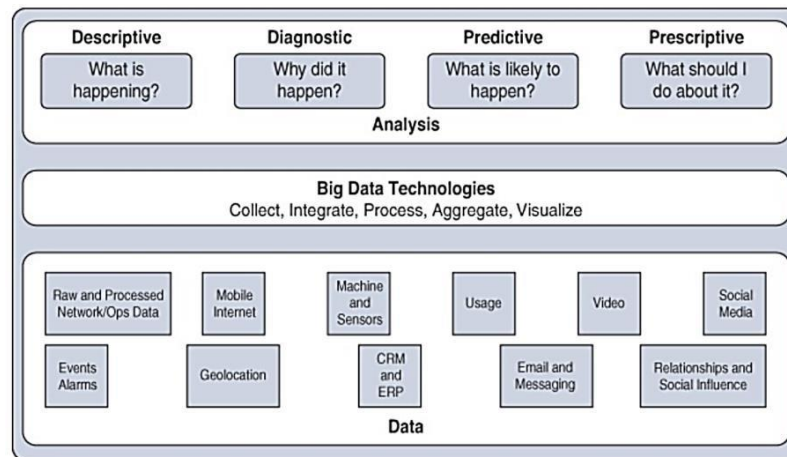 Descriptive
Diagnostic
Predictive
Prescriptive
What is
happening?
Why did it
happen?
What is likely to
happen?
What should I
do about it?
Analysis
Big Data Technologies
Collect, Integrate, Process, Aggregate, Visualize
Raw and Processed
Network/Ops Data
Mobile
Internet
Machine
and
Sensors
Usage
Video
Social
Media
Events
Alarms
Geolocation
CRM
and
ERP
Email and
Messaging
Relationships and
Social Influence
Data